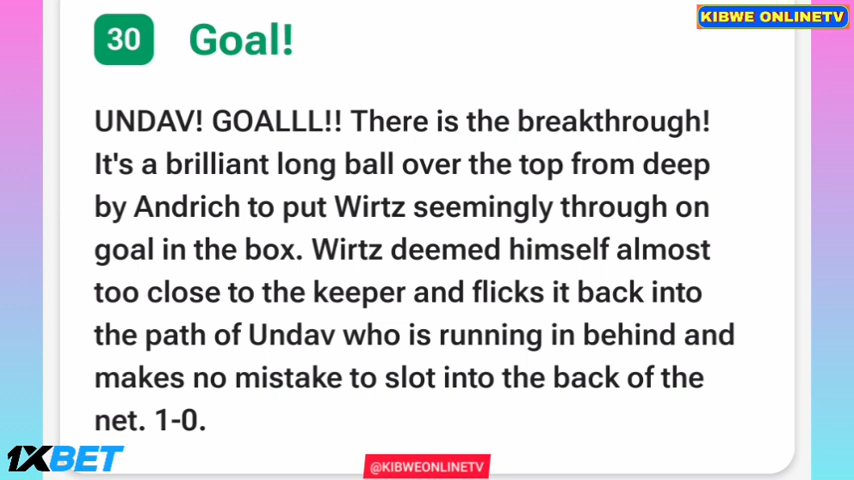 KIBWE ONLINETV
30 Goal!
UNDAV! GOALLL!! There is the breakthrough!
It's a brilliant long ball over the top from deep
by Andrich to put Wirtz seemingly through on
goal in the box. Wirtz deemed himself almost
too close to the keeper and flicks it back into
the path of Undav who is running in behind and
makes no mistake to slot into the back of the
net. 1-0.
1XBET
@KIBWEONLINETV